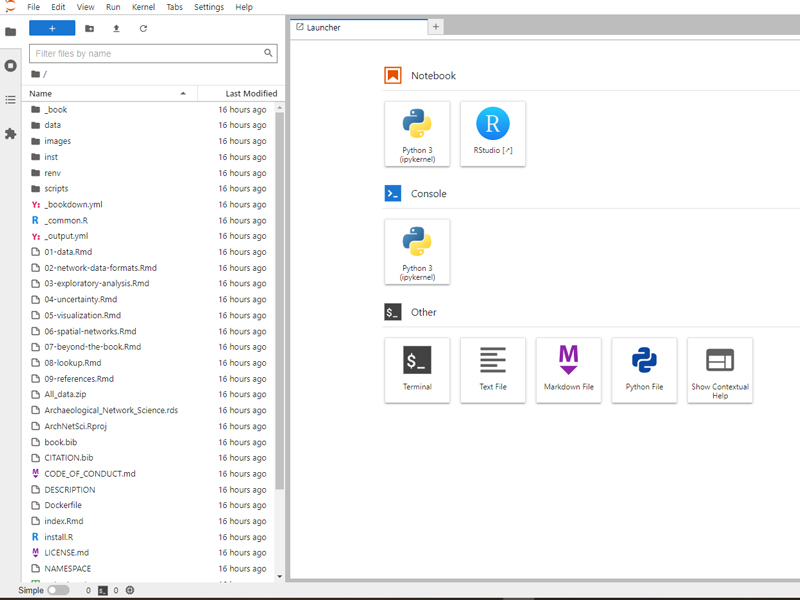 File Edit View Run Kernel Tabs Settings Help
+
Filter files by name
/
Name Last Modified
_book 16 hours ago
data 16 hours ago
images 16 hours ago
inst 16 hours ago
renv 16 hours ago
scripts 16 hours ago
Y: _bookdown.yml 16 hours ago
R _common.R 16 hours ago
Y: _output.yml 16 hours ago
01-data.Rmd 16 hours ago
02-network-data-formats.Rmd 16 hours ago
03-exploratory-analysis.Rmd 16 hours ago
04-uncertainty.Rmd 16 hours ago
05-visualization.Rmd 16 hours ago
06-spatial-networks.Rmd 16 hours ago
07-beyond-the-book.Rmd 16 hours ago
08-lookup.Rmd 16 hours ago
09-references.Rmd 16 hours ago
All_data.zip 16 hours ago
Archaeological_Network_Science.rds 16 hours ago
ArchNetSci.Rproj 16 hours ago
book.bib 16 hours ago
CITATION.bib 16 hours ago
M CODE_OF_CONDUCT.md 16 hours ago
DESCRIPTION 16 hours ago
Dockerfile 16 hours ago
index.Rmd 16 hours ago
R install.R 16 hours ago
M LICENSE.md 16 hours ago
NAMESPACE 16 hours ago
Launcher +
Notebook
Python 3
(ipykernel)
R
RStudio [↗]
>_ Console
Python 3
(ipykernel)
$_ Other
$_
Terminal
Text File
M
Markdown File
Python File
Show Contextual
Help
Simple 0 $_ 0